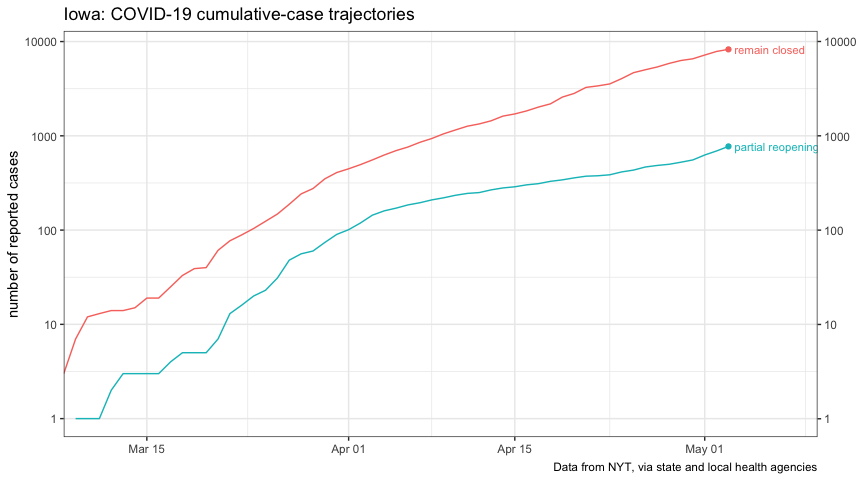 Iowa: COVID-19 cumulative-case trajectories
number of reported cases
10000
1000
100
10
1
remain closed
partial reopening
10000
1000
100
10
1
Mar 15
Apr 01
Apr 15
May 01
Data from NYT, via state and local health agencies